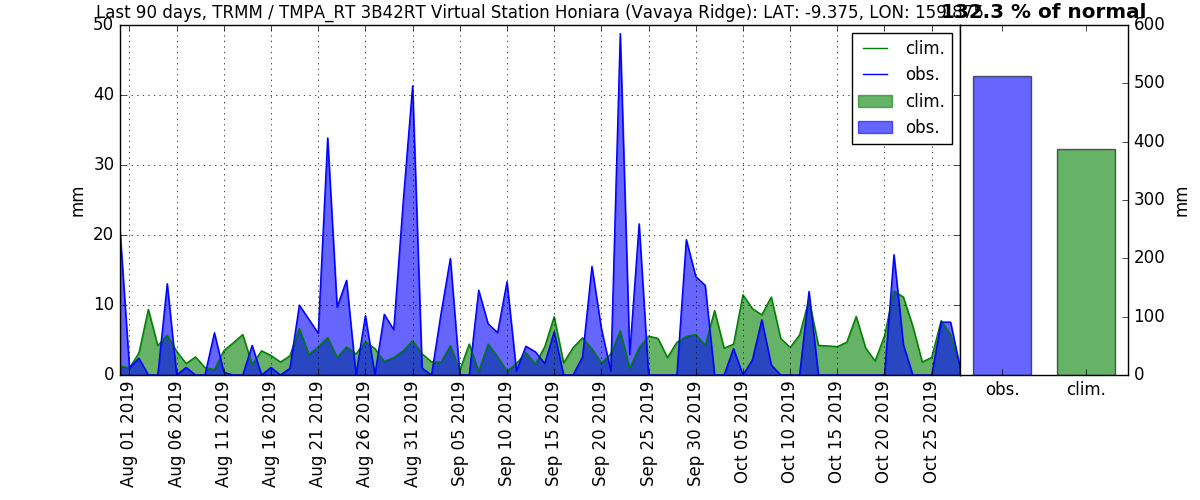 Last 90 days, TRMM / TMPA_RT 3B42RT Virtual Station Honiara (Vavaya Ridge): LAT: -9.375, LON:
132.3 % of normal
50
40
30
20
10
0
mm
clim.
obs.
clim.
obs.
600
500
400
300
200
100
0
mm
Aug 01 2019
Aug 06 2019
Aug 11 2019
Aug 16 2019
Aug 21 2019
Aug 26 2019
Aug 31 2019
Sep 05 2019
Sep 10 2019
Sep 15 2019
Sep 20 2019
Sep 25 2019
Sep 30 2019
Oct 05 2019
Oct 10 2019
Oct 15 2019
Oct 20 2019
Oct 25 2019
obs.
clim.